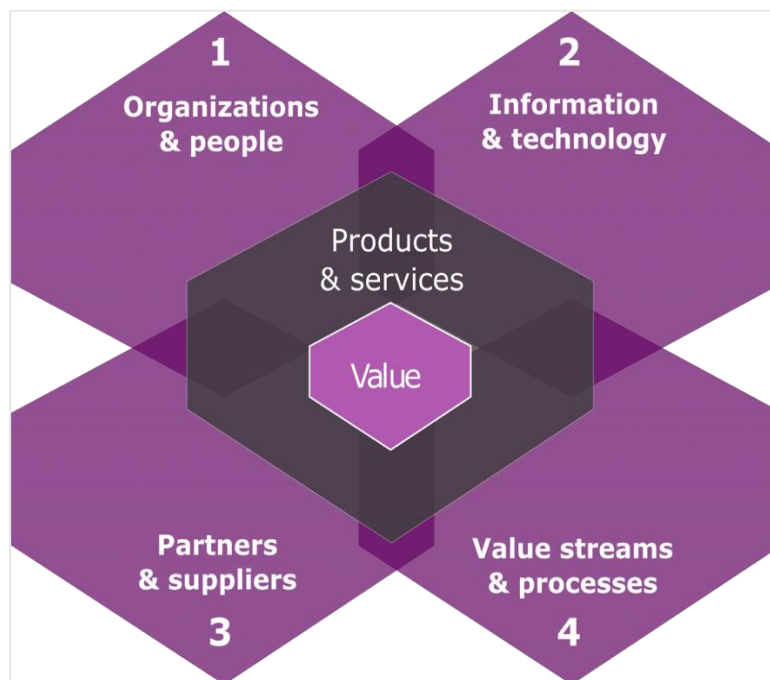 1
Organizations
& people
2
Information
& technology
Products
& services
Value
Partners
& suppliers
3
Value streams
& processes
4